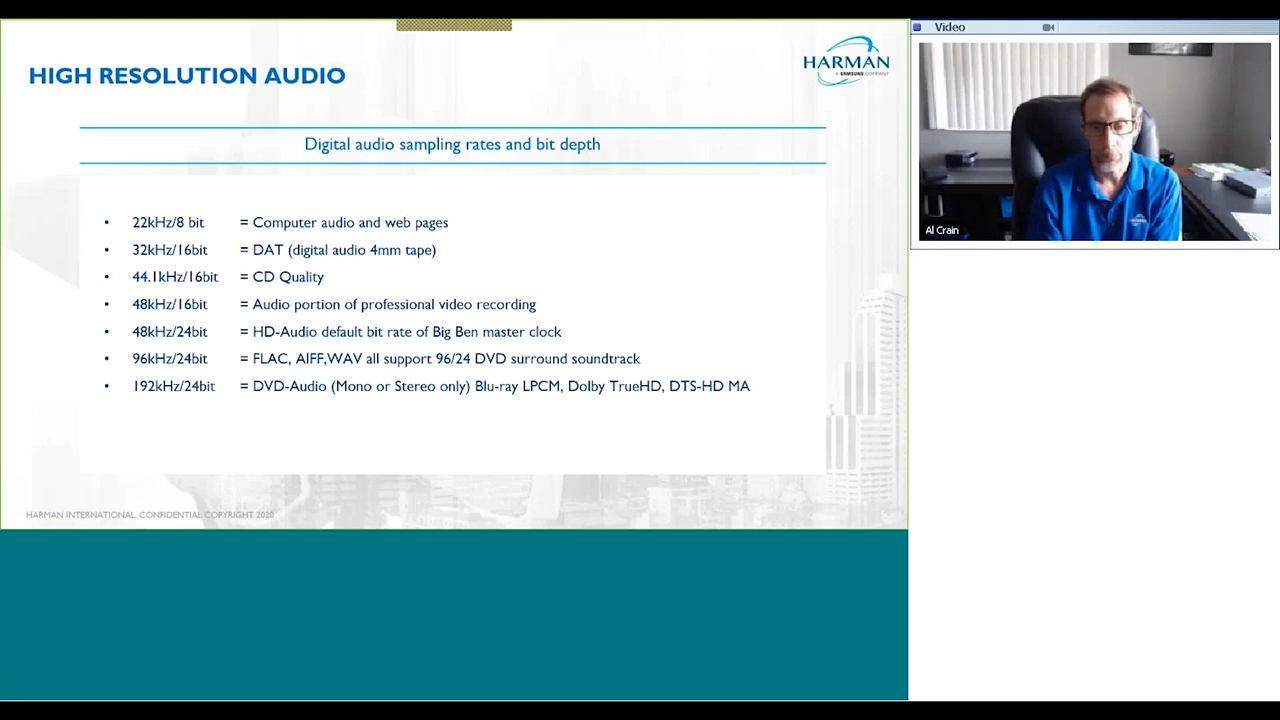 HIGH RESOLUTION AUDIO
HARMAN
A SAMSUNG COMPANY
Digital audio sampling rates and bit depth
• 22kHz/8 bit = Computer audio and web pages
• 32kHz/16bit = DAT (digital audio 4mm tape)
• 44.1kHz/16bit = CD Quality
• 48kHz/16bit = Audio portion of professional video recording
• 48kHz/24bit = HD-Audio default bit rate of Big Ben master clock
• 96kHz/24bit = FLAC, AIFF,WAV all support 96/24 DVD surround soundtrack
• 192kHz/24bit = DVD-Audio (Mono or Stereo only) Blu-ray LPCM, Dolby TrueHD, DTS-HD MA
HARMAN INTERNATIONAL. CONFIDENTIAL COPYRIGHT 2020
Video
Al Crain